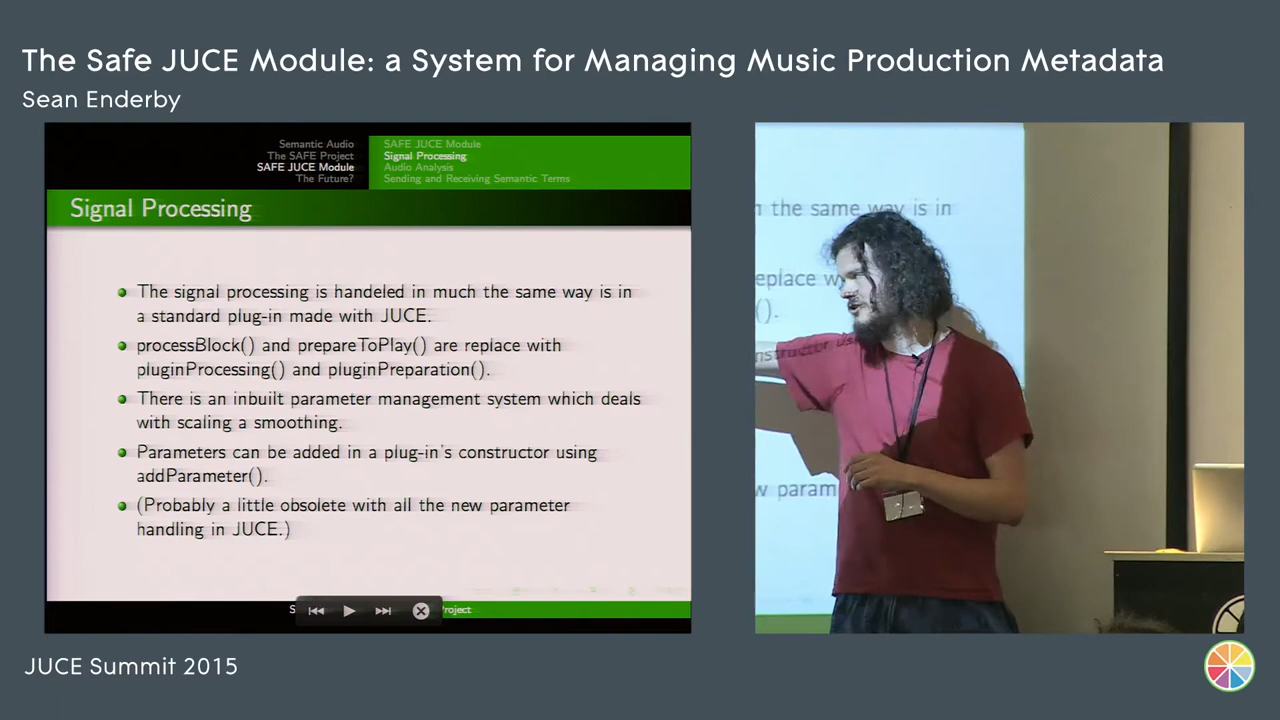 The Safe JUCE Module: a System for Managing Music Production Metadata
Sean Enderby
Semantic Audio
The SAFE Project
SAFE JUCE Module
The Future?
SAFE JUCE Module
Signal Processing
Audio Analysis
Sending and Receiving Semantic Terms
Signal Processing
The signal processing is handeled in much the same way is in
a standard plug-in made with JUCE.
processBlock() and prepareToPlay() are replace with
pluginProcessing() and pluginPreparation().
There is an inbuilt parameter management system which deals
with scaling a smoothing.
Parameters can be added in a plug-in's constructor using
addParameter().
(Probably a little obsolete with all the new parameter
handling in JUCE.)
the same way is in
().
param
JUCE Summit 2015